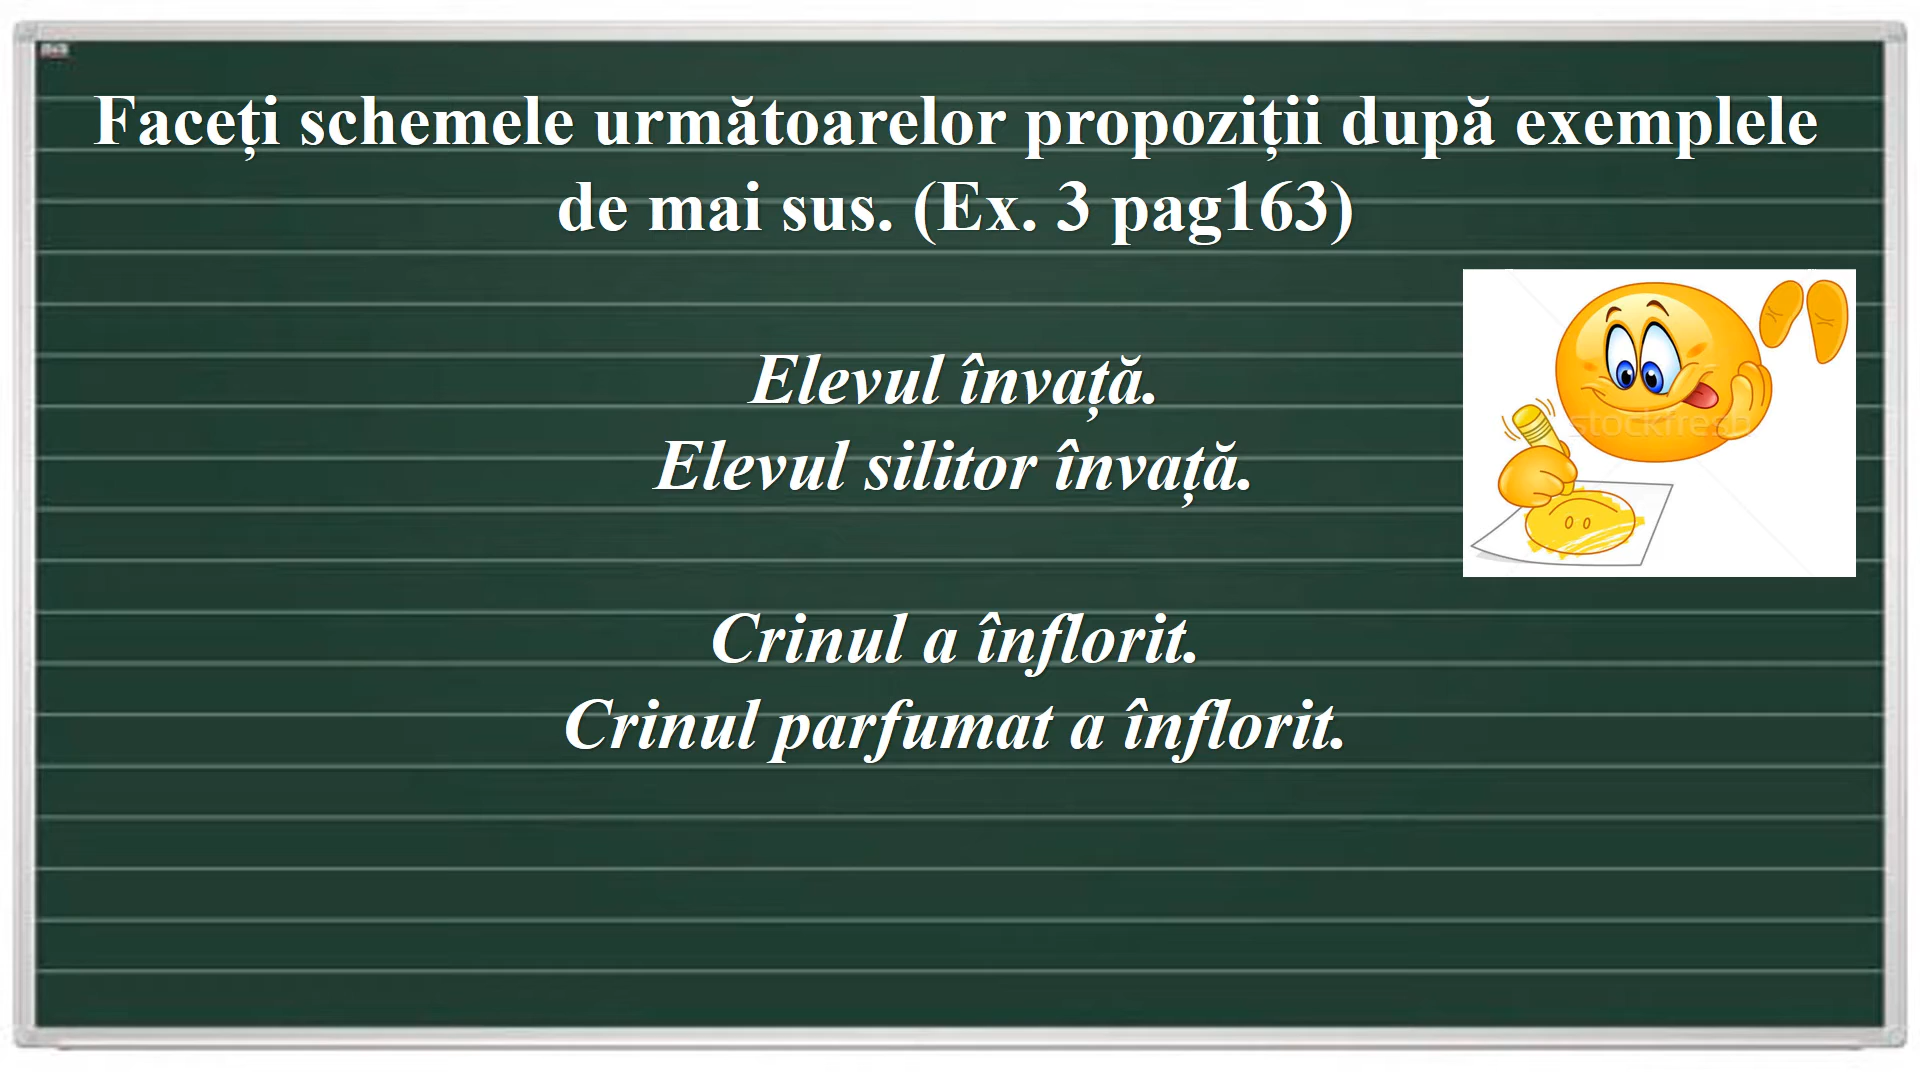 Faceți schemele următoarelor propoziții după exemplele
de mai sus. (Ex. 3 pag163)
Elevul învață.
Elevul silitor învață.
stockfresh
Crinul a înflorit.
Crinul parfumat a înflorit.